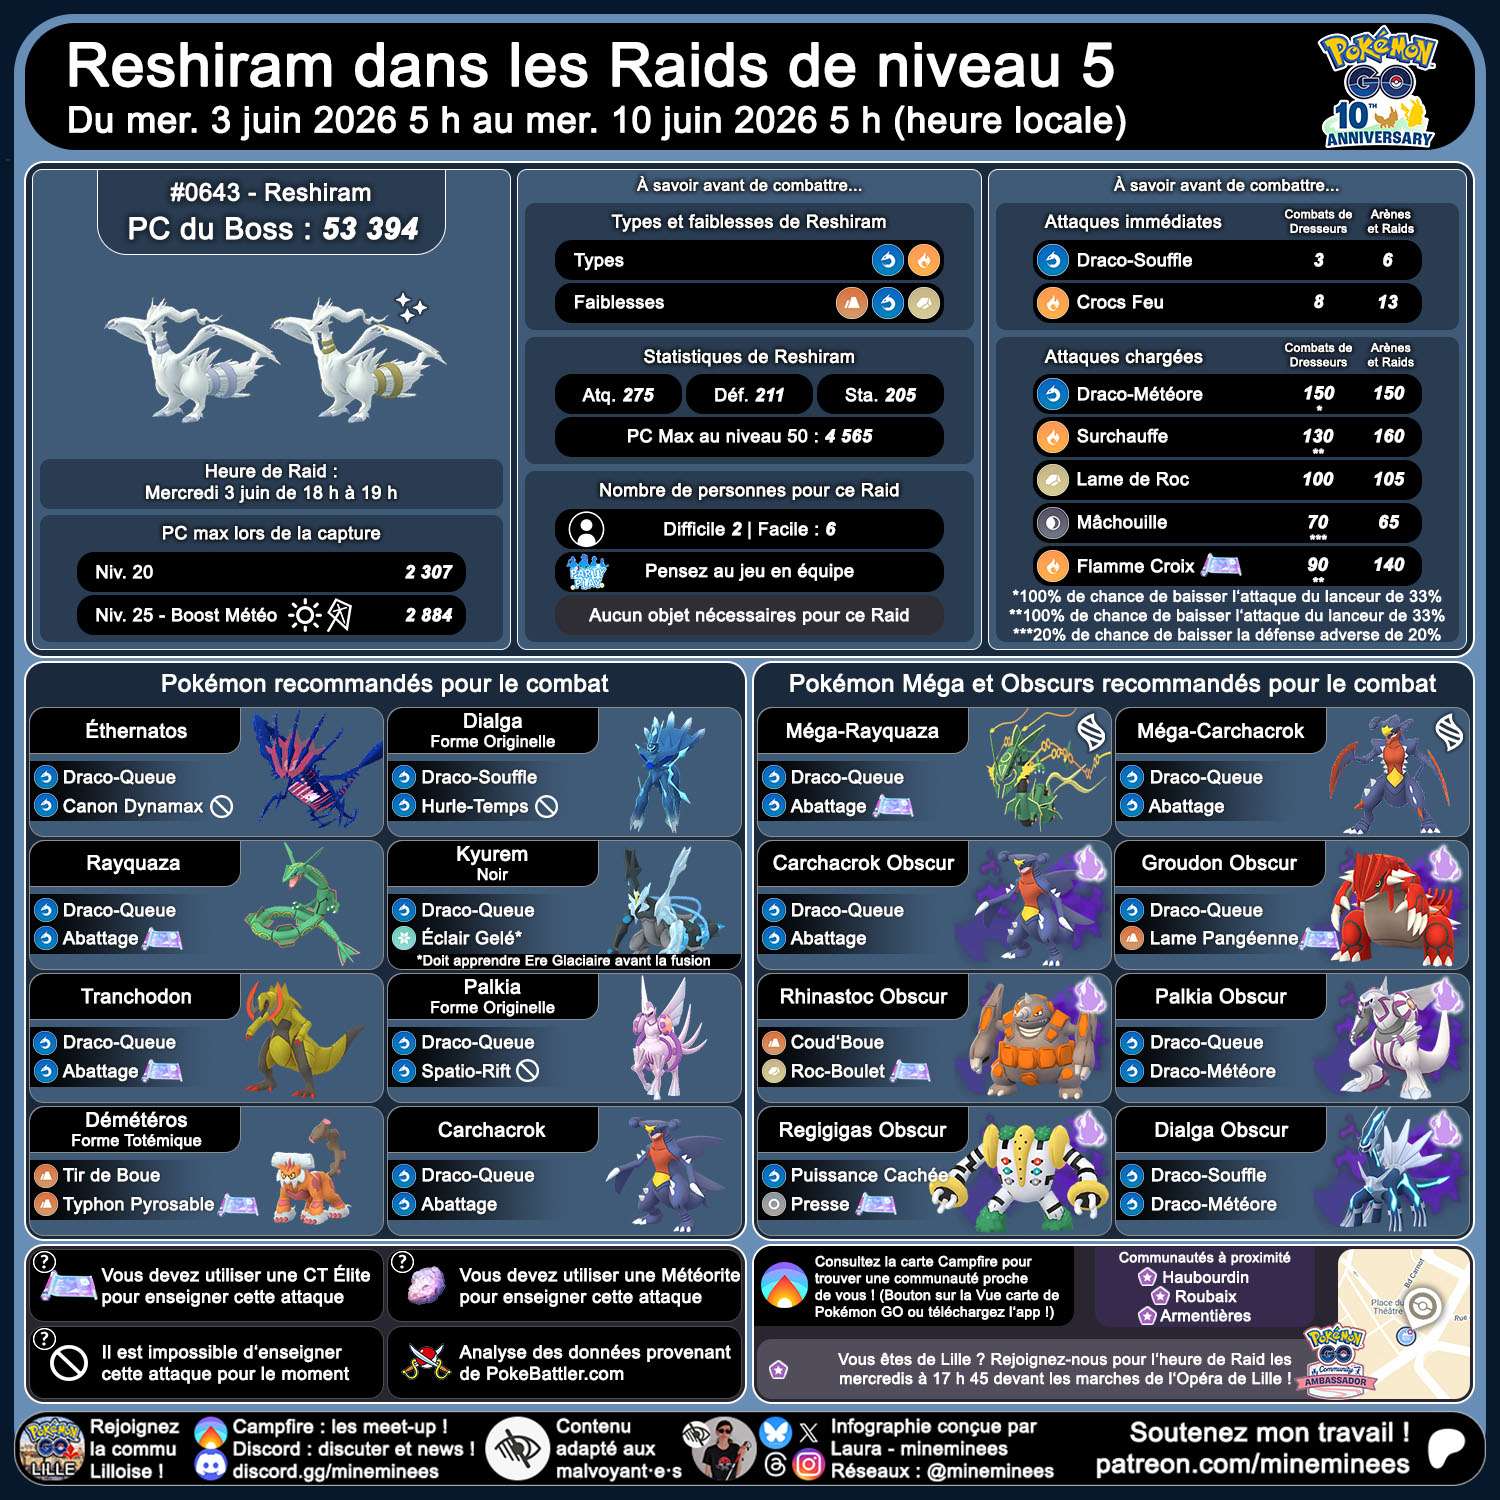 Reshiram dans les Raids de niveau 5
Du mer. 3 juin 2026 5 h au mer. 10 juin 2026 5 h (heure locale)
POKÉMON
GO
10TH
ANNIVERSARY
#0643 - Reshiram
PC du Boss : 53 394
Heure de Raid :
Mercredi 3 juin de 18 h à 19 h
PC max lors de la capture
Niv. 20 2 307
Niv. 25 - Boost Météo 2 884
À savoir avant de combattre...
Types et faiblesses de Reshiram
Types
Faiblesses
Statistiques de Reshiram
Atq. 275 Déf. 211 Sta. 205
PC Max au niveau 50 : 4 565
Nombre de personnes pour ce Raid
Difficile 2 | Facile : 6
PARTY
PLAY
Pensez au jeu en équipe
Aucun objet nécessaires pour ce Raid
À savoir avant de combattre...
Attaques immédiates Combats de Dresseurs Arènes et Raids
Draco-Souffle 3 6
Crocs Feu 8 13
Attaques chargées Combats de Dresseurs Arènes et Raids
Draco-Météore 150 * 150
Surchauffe 130 ** 160
Lame de Roc 100 105
Mâchouille 70 *** 65
Flamme Croix 90 ** 140
*100% de chance de baisser l'attaque du lanceur de 33%
**100% de chance de baisser l'attaque du lanceur de 33%
***20% de chance de baisser la défense adverse de 20%
Pokémon recommandés pour le combat
Éthernatos
Draco-Queue
Canon Dynamax
Dialga
Forme Originelle
Draco-Souffle
Hurle-Temps
Rayquaza
Draco-Queue
Abattage
Kyurem
Noir
Draco-Queue
Éclair Gelé*
*Doit apprendre Ere Glaciaire avant la fusion
Tranchodon
Draco-Queue
Abattage
Palkia
Forme Originelle
Draco-Queue
Spatio-Rift
Démétéros
Forme Totémique
Tir de Boue
Typhon Pyrosable
Carchacrok
Draco-Queue
Abattage
Pokémon Méga et Obscurs recommandés pour le combat
Méga-Rayquaza
Draco-Queue
Abattage
Méga-Carchacrok
Draco-Queue
Abattage
Carchacrok Obscur
Draco-Queue
Abattage
Groudon Obscur
Draco-Queue
Lame Pangéenne
Rhinastoc Obscur
Coud'Boue
Roc-Boulet
Palkia Obscur
Draco-Queue
Draco-Météore
Regigigas Obscur
Puissance Cachée
Presse
Dialga Obscur
Draco-Souffle
Draco-Météore
?
Vous devez utiliser une CT Élite
pour enseigner cette attaque
?
Vous devez utiliser une Météorite
pour enseigner cette attaque
?
Il est impossible d'enseigner
cette attaque pour le moment
Analyse des données provenant
de PokeBattler.com
Consultez la carte Campfire pour
trouver une communauté proche
de vous ! (Bouton sur la Vue carte de
Pokémon GO ou téléchargez l'app !)
Communautés à proximité
Haubourdin
Roubaix
Armentières
Bd Carnot
Place du
Théâtre
Rue
Vous êtes de Lille ? Rejoignez-nous pour l'heure de Raid les
mercredis à 17 h 45 devant les marches de l'Opéra de Lille !
POKÉMON
GO
Community
AMBASSADOR
POKÉMON
GO
LILLE
Rejoignez
la commu
Lilloise !
Campfire : les meet-up !
Discord : discuter et news !
discord.gg/mineminees
Contenu
adapté aux
malvoyant·e·s
Infographie conçue par
Laura - mineminees
Réseaux : @mineminees
Soutenez mon travail !
patreon.com/mineminees